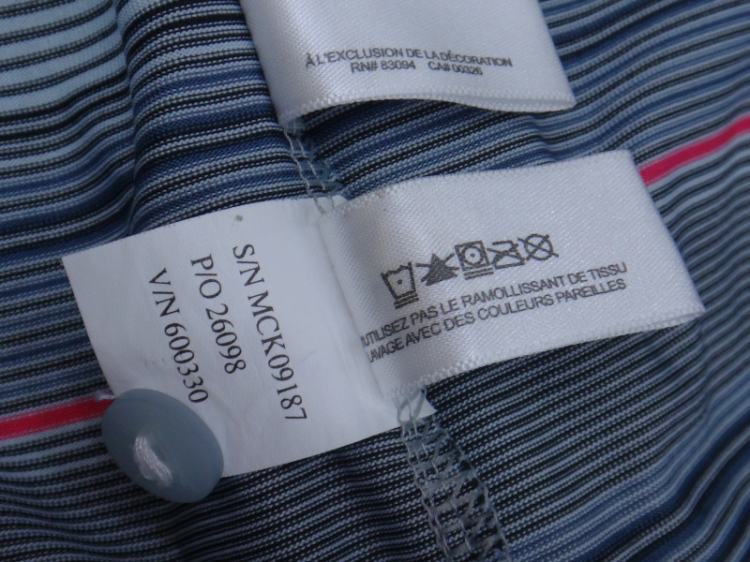 À L'EXCLUSION DE LA DÉCORATION
RN# 83094 CA# 00326
UTILISEZ PAS LE RAMOLLISSANT DE TISSU
LAVAGE AVEC DES COULEURS PAREILLES
S/N MCK09187
P/O 26098
V/N 600330